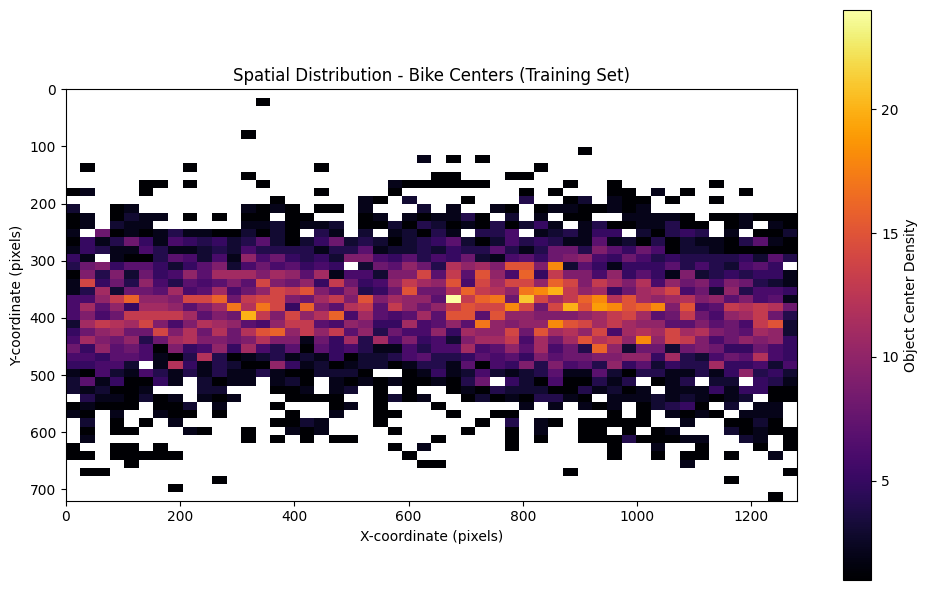 Spatial Distribution - Bike Centers (Training Set)
0
100
200
300
400
500
600
700
Y-coordinate (pixels)
0 200 400 600 800 1000 1200
X-coordinate (pixels)
20
15
10
5
Object Center Density